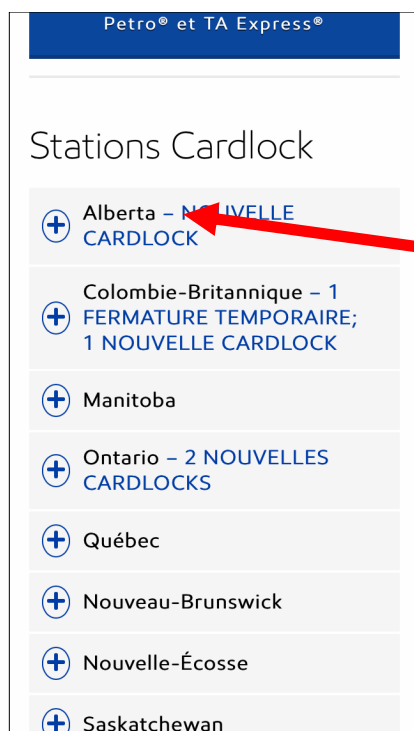 Petro® et TA Express®
Stations Cardlock
Alberta – NOUVELLE
CARDLOCK
Colombie-Britannique – 1
FERMATURE TEMPORAIRE;
1 NOUVELLE CARDLOCK
Manitoba
Ontario – 2 NOUVELLES
CARDLOCKS
Québec
Nouveau-Brunswick
Nouvelle-Écosse
Saskatchewan